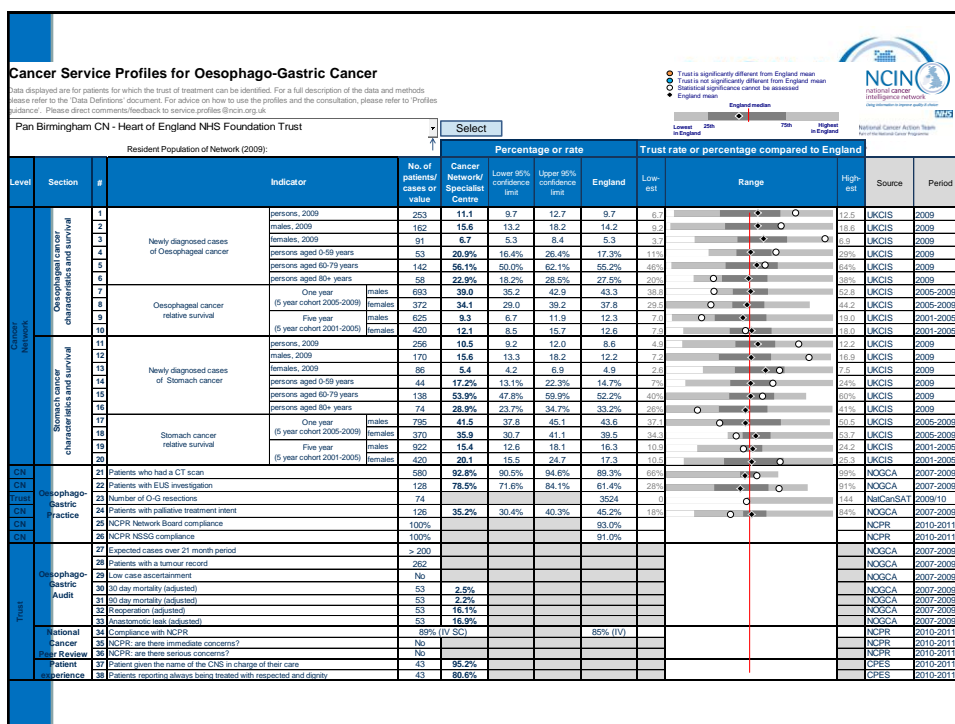 Cancer Service Profiles for Oesophago-Gastric Cancer
Data displayed are for patients for which the trust of treatment can be identified. For a full description of the data and methods
please refer to the 'Data Defintions' document. For advice on how to use the profiles and the consultation, please refer to 'Profiles
guidance'. Please direct comments/feedback to service.profiles@ncin.org.uk
Trust is significantly different from England mean
Trust is not significantly different from England mean
Statistical significance cannot be assessed
England mean
England median
Lowest in England 25th 75th Highest in England
NCIN
national cancer
intelligence network
Using information to improve quality & choice
NHS
National Cancer Action Team
Part of the National Cancer Programme
Pan Birmingham CN - Heart of England NHS Foundation Trust Select
Resident Population of Network (2009): Percentage or rate Trust rate or percentage compared to England
Level Section # Indicator No. of patients/ cases or value Cancer Network/ Specialist Centre Lower 95% confidence limit Upper 95% confidence limit England Low-est Range High-est Source Period
Cancer Network
Oesophageal cancer characteristics and survival
Newly diagnosed cases of Oesophageal cancer
1 persons, 2009 253 11.1 9.7 12.7 9.7 6.7 12.5 UKCIS 2009
2 males, 2009 162 15.6 13.2 18.2 14.2 9.2 18.6 UKCIS 2009
3 females, 2009 91 6.7 5.3 8.4 5.3 3.7 6.9 UKCIS 2009
4 persons aged 0-59 years 53 20.9% 16.4% 26.4% 17.3% 11% 29% UKCIS 2009
5 persons aged 60-79 years 142 56.1% 50.0% 62.1% 55.2% 46% 64% UKCIS 2009
6 persons aged 80+ years 58 22.9% 18.2% 28.5% 27.5% 20% 38% UKCIS 2009
Oesophageal cancer relative survival
One year (5 year cohort 2005-2009)
7 males 693 39.0 35.2 42.9 43.3 38.8 52.8 UKCIS 2005-2009
8 females 372 34.1 29.0 39.2 37.8 29.5 44.2 UKCIS 2005-2009
Five year (5 year cohort 2001-2005)
9 males 625 9.3 6.7 11.9 12.3 7.0 19.0 UKCIS 2001-2005
10 females 420 12.1 8.5 15.7 12.6 7.9 18.0 UKCIS 2001-2005
Stomach cancer characteristics and survival
Newly diagnosed cases of Stomach cancer
11 persons, 2009 256 10.5 9.2 12.0 8.6 4.9 12.2 UKCIS 2009
12 males, 2009 170 15.6 13.3 18.2 12.2 7.2 16.9 UKCIS 2009
13 females, 2009 86 5.4 4.2 6.9 4.9 2.6 7.5 UKCIS 2009
14 persons aged 0-59 years 44 17.2% 13.1% 22.3% 14.7% 7% 24% UKCIS 2009
15 persons aged 60-79 years 138 53.9% 47.8% 59.9% 52.2% 40% 60% UKCIS 2009
16 persons aged 80+ years 74 28.9% 23.7% 34.7% 33.2% 26% 41% UKCIS 2009
Stomach cancer relative survival
One year (5 year cohort 2005-2009)
17 males 795 41.5 37.8 45.1 43.6 37.1 50.5 UKCIS 2005-2009
18 females 370 35.9 30.7 41.1 39.5 34.3 53.7 UKCIS 2005-2009
Five year (5 year cohort 2001-2005)
19 males 922 15.4 12.6 18.1 16.3 10.9 24.2 UKCIS 2001-2005
20 females 420 20.1 15.5 24.7 17.3 10.5 25.3 UKCIS 2001-2005
Oesophago-Gastric Practice
CN 21 Patients who had a CT scan 580 92.8% 90.5% 94.6% 89.3% 66% 99% NOGCA 2007-2009
CN 22 Patients with EUS investigation 128 78.5% 71.6% 84.1% 61.4% 28% 91% NOGCA 2007-2009
Trust 23 Number of O-G resections 74 3524 0 144 NatCanSAT 2009/10
CN 24 Patients with palliative treatment intent 126 35.2% 30.4% 40.3% 45.2% 18% 84% NOGCA 2007-2009
CN 25 NCPR Network Board compliance 100% 93.0% NCPR 2010-2011
CN 26 NCPR NSSG compliance 100% 91.0% NCPR 2010-2011
Trust
Oesophago-Gastric Audit
27 Expected cases over 21 month period > 200 NOGCA 2007-2009
28 Patients with a tumour record 262 NOGCA 2007-2009
29 Low case ascertainment No NOGCA 2007-2009
30 30 day mortality (adjusted) 53 2.5% NOGCA 2007-2009
31 90 day mortality (adjusted) 53 2.2% NOGCA 2007-2009
32 Reoperation (adjusted) 53 16.1% NOGCA 2007-2009
33 Anastomotic leak (adjusted) 53 16.9% NOGCA 2007-2009
National Cancer Peer Review
34 Compliance with NCPR 89% (IV SC) 85% (IV) NCPR 2010-2011
35 NCPR: are there immediate concerns? No NCPR 2010-2011
36 NCPR: are there serious concerns? No NCPR 2010-2011
Patient experience
37 Patient given the name of the CNS in charge of their care 43 95.2% CPES 2010-2011
38 Patients reporting always being treated with respected and dignity 43 80.6% CPES 2010-2011